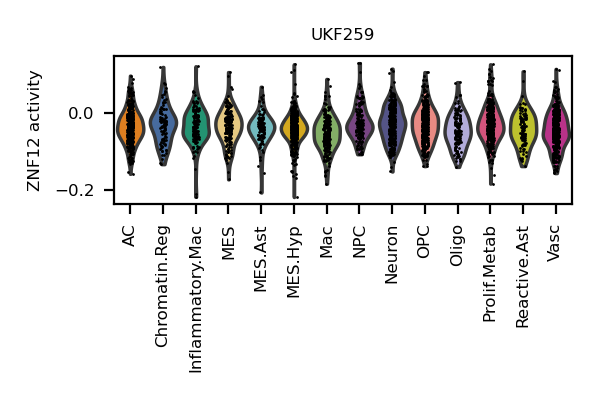 UKF259
ZNF12 activity
0.0
−0.2
AC
Chromatin.Reg
Inflammatory.Mac
MES
MES.Ast
MES.Hyp
Mac
NPC
Neuron
OPC
Oligo
Prolif.Metab
Reactive.Ast
Vasc